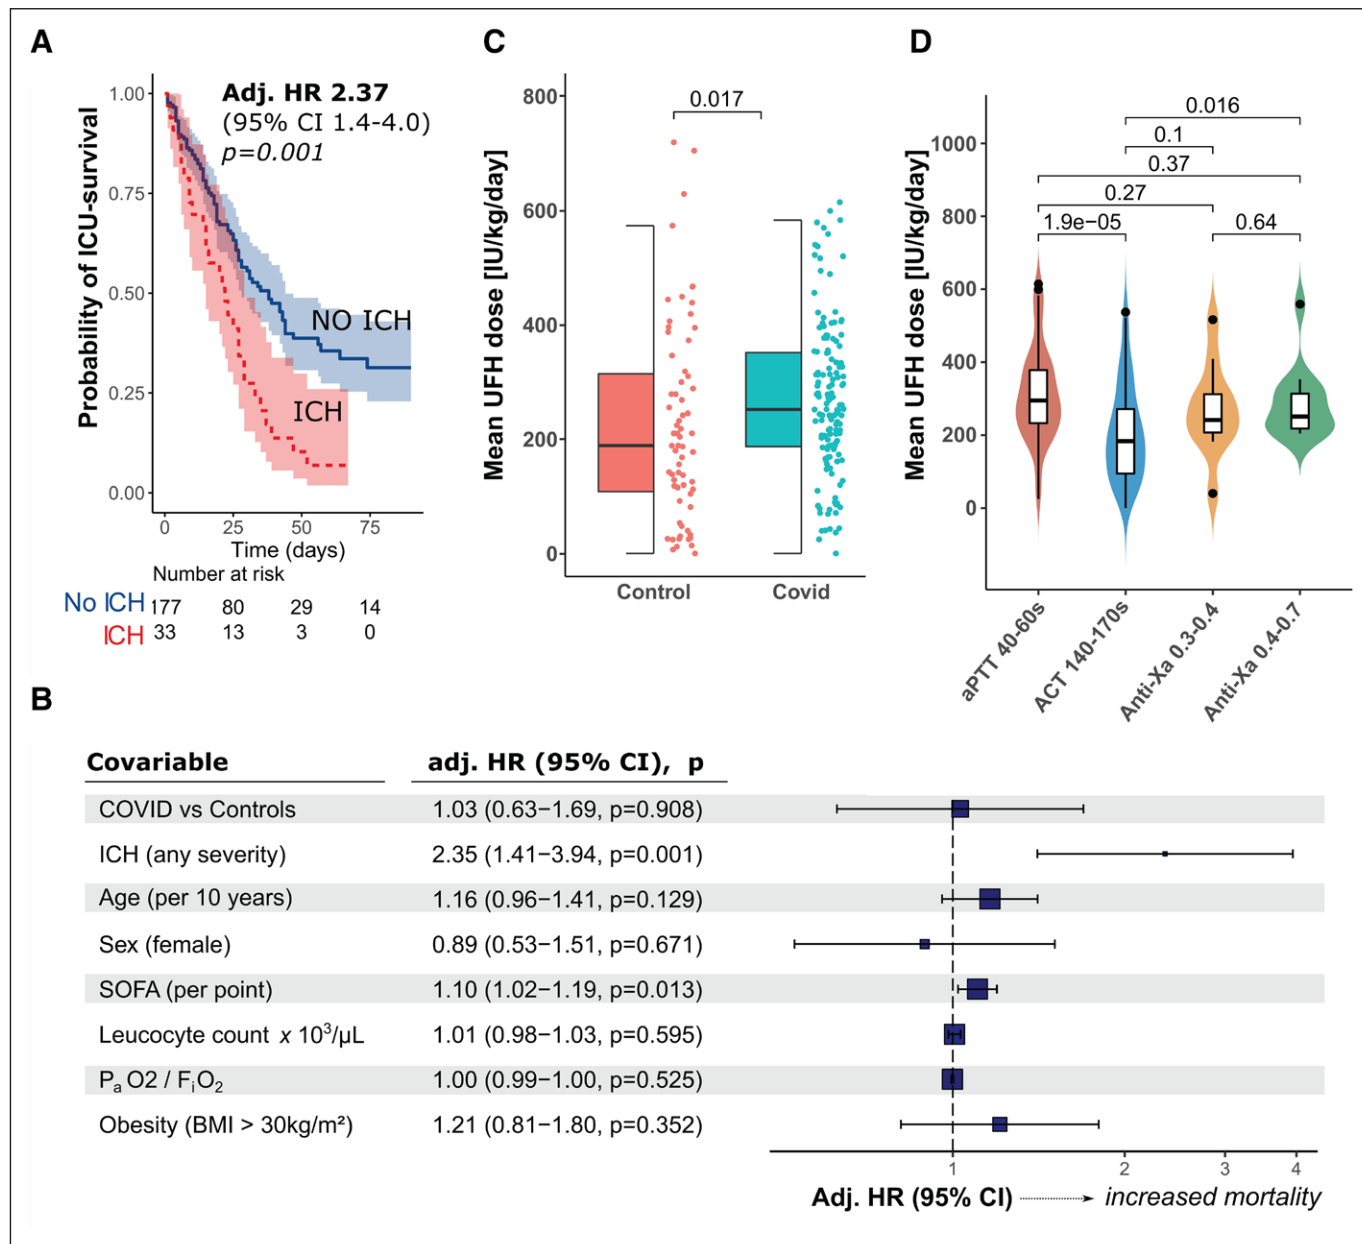 A
Adj. HR 2.37
(95% CI 1.4-4.0)
p=0.001
Probability of ICU-survival
1.00
0.75
0.50
0.25
0.00
NO ICH
ICH
0 25 50 75
Time (days)
Number at risk
No ICH 177 80 29 14
ICH 33 13 3 0
C
Mean UFH dose [IU/kg/day]
800
600
400
200
0
0.017
Control Covid
D
Mean UFH dose [IU/kg/day]
1000
800
600
400
200
0
0.016
0.1
0.37
0.27
1.9e-05 0.64
aPTT 40-60s
ACT 140-170s
Anti-Xa 0.3-0.4
Anti-Xa 0.4-0.7
B
Covariable adj. HR (95% CI), p
COVID vs Controls 1.03 (0.63−1.69, p=0.908)
ICH (any severity) 2.35 (1.41−3.94, p=0.001)
Age (per 10 years) 1.16 (0.96−1.41, p=0.129)
Sex (female) 0.89 (0.53−1.51, p=0.671)
SOFA (per point) 1.10 (1.02−1.19, p=0.013)
Leucocyte count x 10³/µL 1.01 (0.98−1.03, p=0.595)
Pₐ O2 / FᵢO₂ 1.00 (0.99−1.00, p=0.525)
Obesity (BMI > 30kg/m²) 1.21 (0.81−1.80, p=0.352)
1 2 3 4
Adj. HR (95% CI) increased mortality